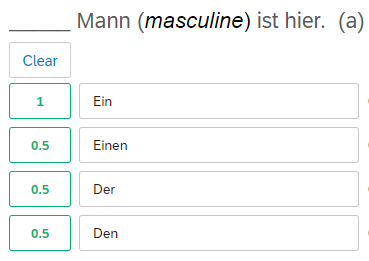 ______ Mann (masculine) ist hier.  (a)
Clear
1 Ein
0.5 Einen
0.5 Der
0.5 Den